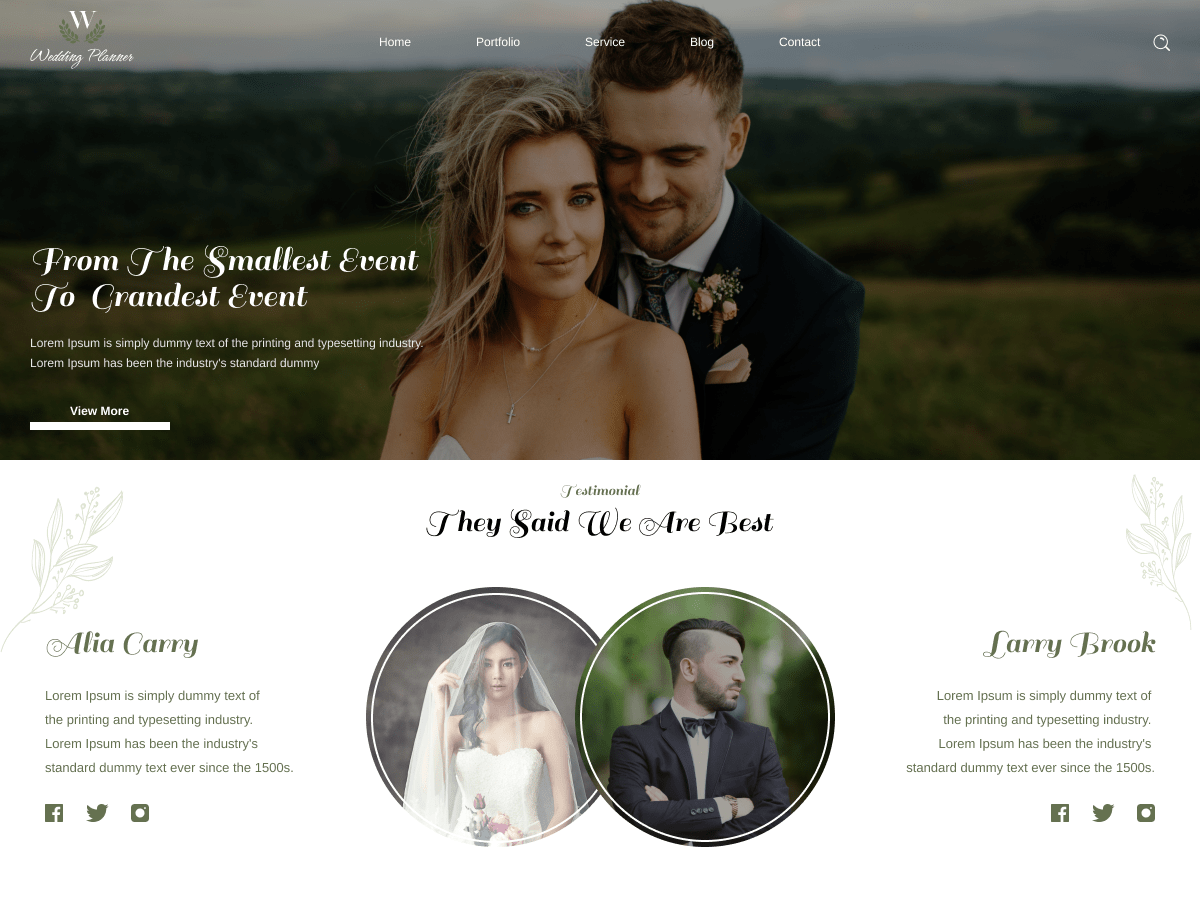 W
Wedding Planner
Home
Portfolio
Service
Blog
Contact
From The Smallest Event
To Grandest Event
Lorem Ipsum is simply dummy text of the printing and typesetting industry.
Lorem Ipsum has been the industry's standard dummy
View More
Testimonial
They Said We Are Best
Alia Carry
Lorem Ipsum is simply dummy text of
the printing and typesetting industry.
Lorem Ipsum has been the industry's
standard dummy text ever since the 1500s.
Larry Brook
Lorem Ipsum is simply dummy text of
the printing and typesetting industry.
Lorem Ipsum has been the industry's
standard dummy text ever since the 1500s.